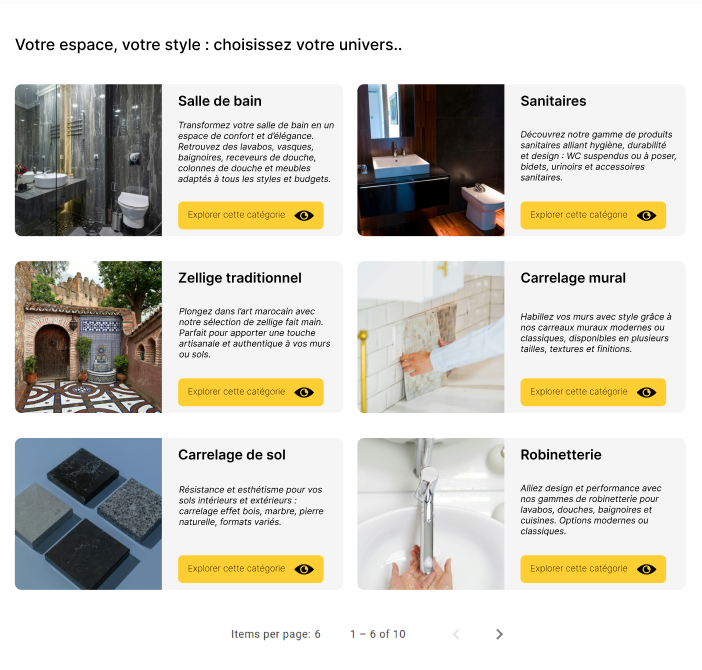 Votre espace, votre style : choisissez votre univers..
Salle de bain
Transformez votre salle de bain en un
espace de confort et d'élégance.
Retrouvez des lavabos, vasques,
baignoires, receveurs de douche,
colonnes de douche et meubles
adaptés à tous les styles et budgets.
Explorer cette catégorie
Sanitaires
Découvrez notre gamme de produits
sanitaires alliant hygiène, durabilité
et design : WC suspendus ou à poser,
bidets, urinoirs et accessoires
sanitaires.
Explorer cette catégorie
Zellige traditionnel
Plongez dans l'art marocain avec
notre sélection de zellige fait main.
Parfait pour apporter une touche
artisanale et authentique à vos murs
ou sols.
Explorer cette catégorie
Carrelage mural
Habillez vos murs avec style grâce à
nos carreaux muraux modernes ou
classiques, disponibles en plusieurs
tailles, textures et finitions.
Explorer cette catégorie
Carrelage de sol
Résistance et esthétisme pour vos
sols intérieurs et extérieurs :
carrelage effet bois, marbre, pierre
naturelle, formats variés.
Explorer cette catégorie
Robinetterie
Alliez design et performance avec
nos gammes de robinetterie pour
lavabos, douches, baignoires et
cuisines. Options modernes ou
classiques.
Explorer cette catégorie
Items per page: 6 1 – 6 of 10